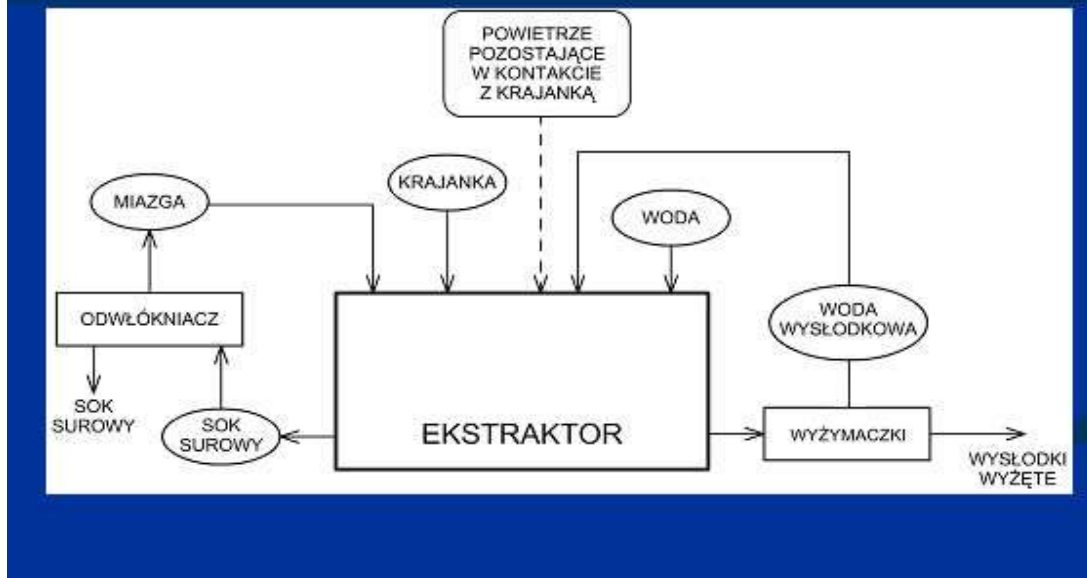 POWIETRZE
POZOSTAJĄCE
W KONTAKCIE
Z KRAJANKĄ
MIAZGA
KRAJANKA
WODA
ODWŁÓKNIACZ
WODA
WYSŁODKOWA
SOK
SUROWY
SOK
SUROWY
EKSTRAKTOR
WYŻYMACZKI
WYSŁODKI
WYŻĘTE